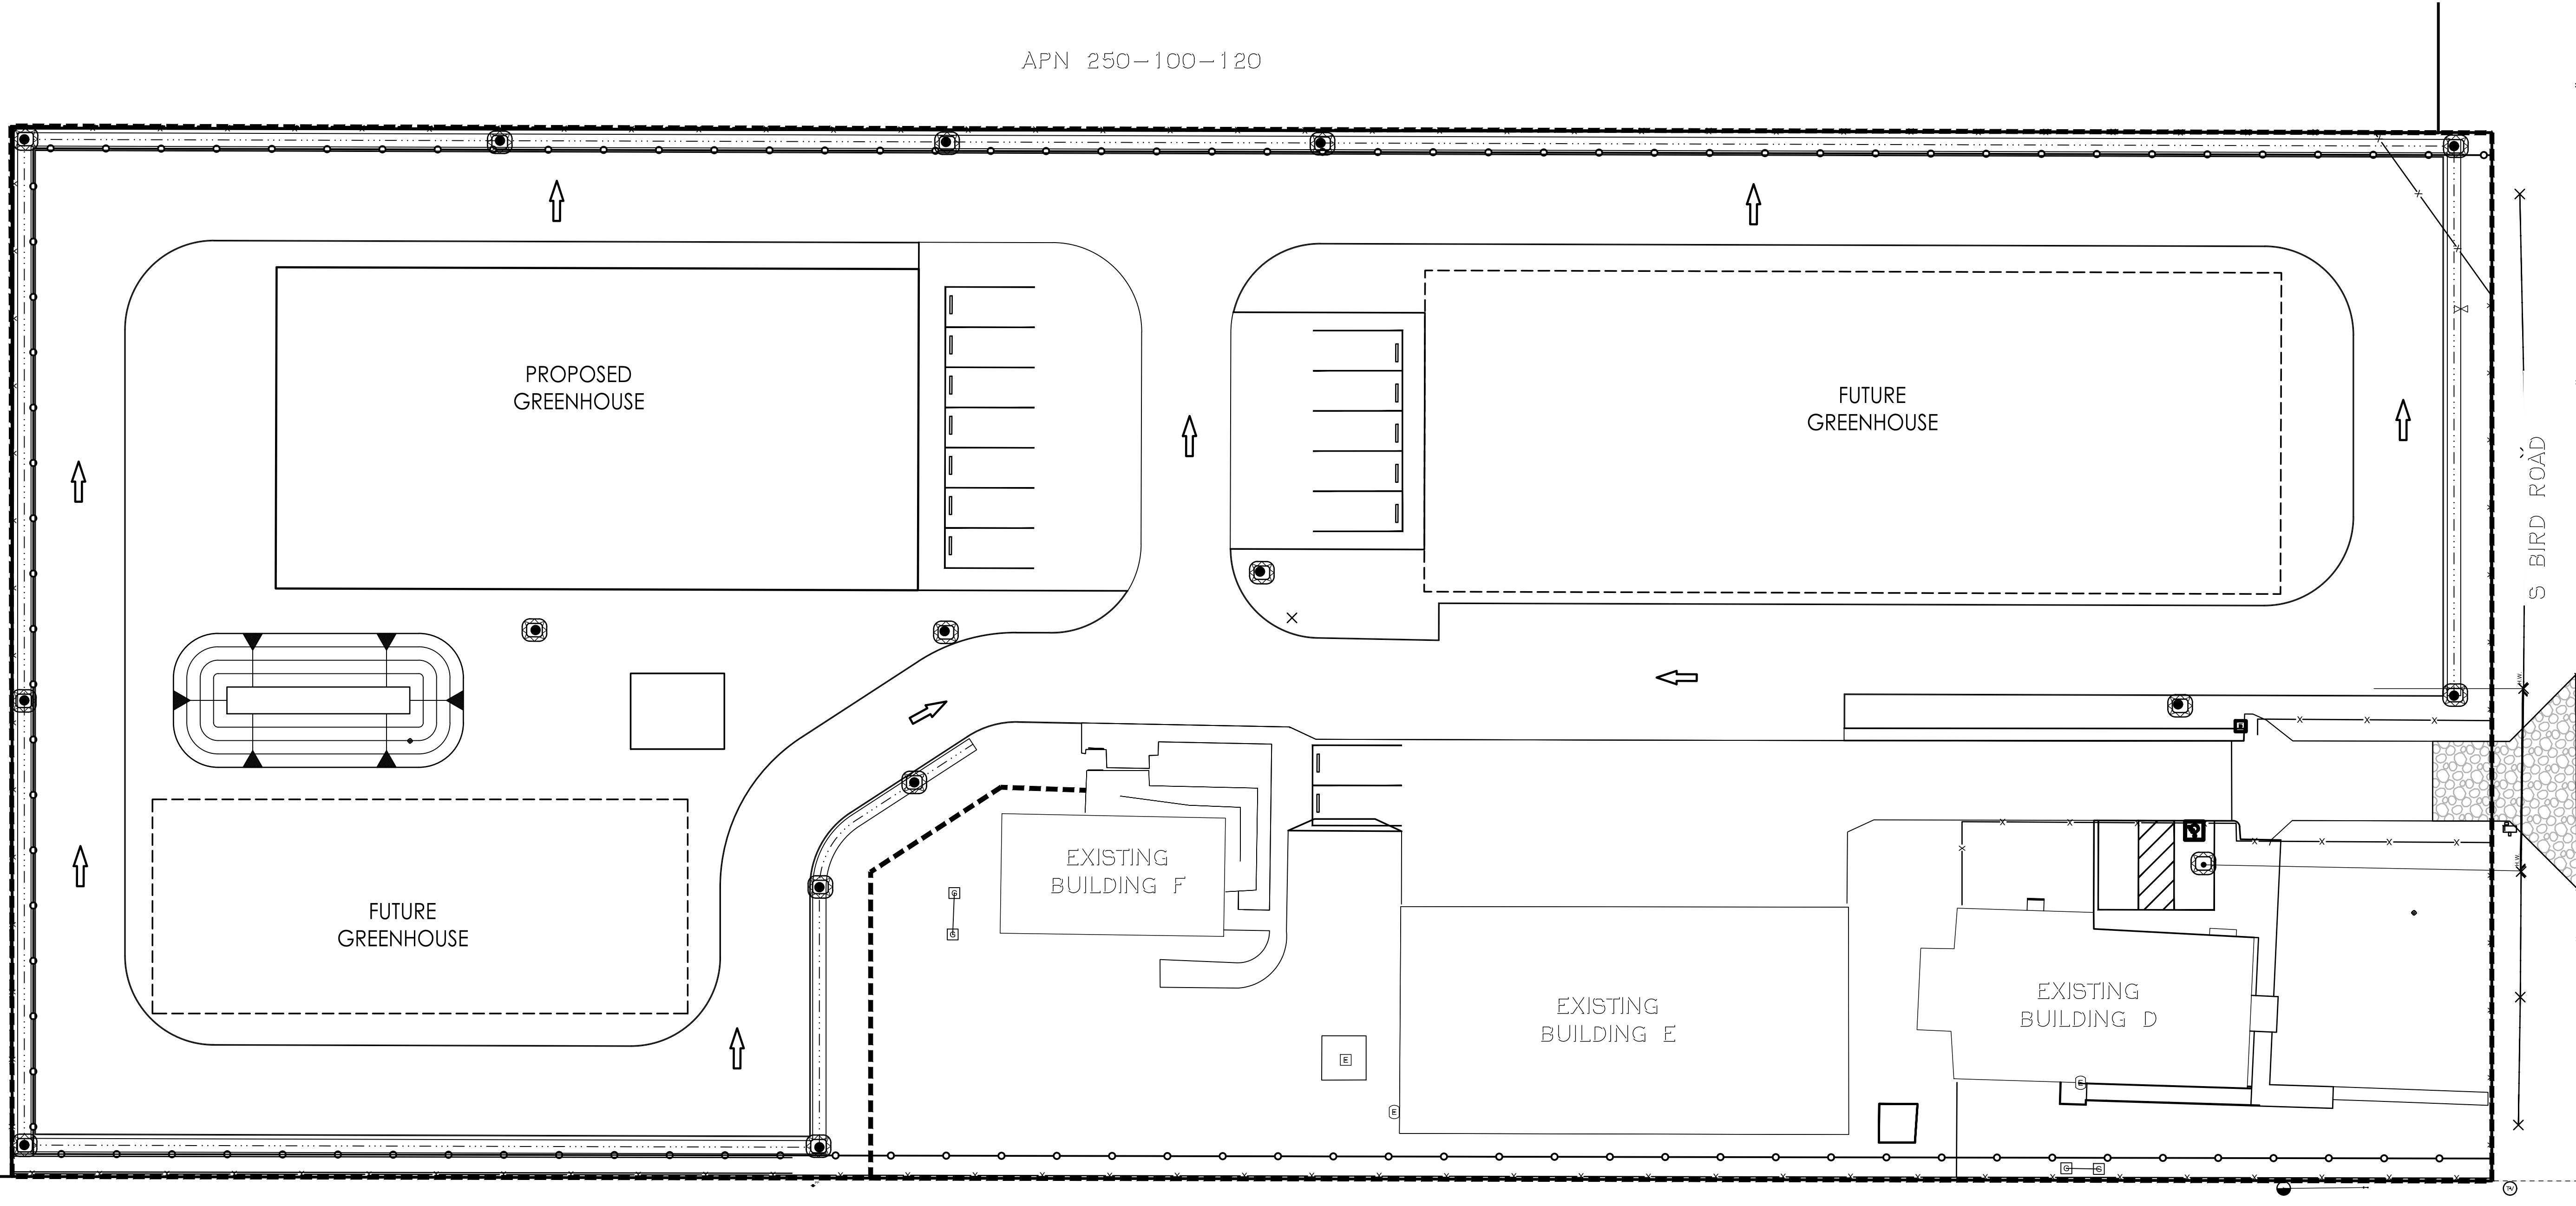 APN 250-100-120
PROPOSED
GREENHOUSE
FUTURE
GREENHOUSE
S BIRD ROAD
EXISTING
BUILDING F
FUTURE
GREENHOUSE
EXISTING
BUILDING E
EXISTING
BUILDING D
G
G
E
E
E
G